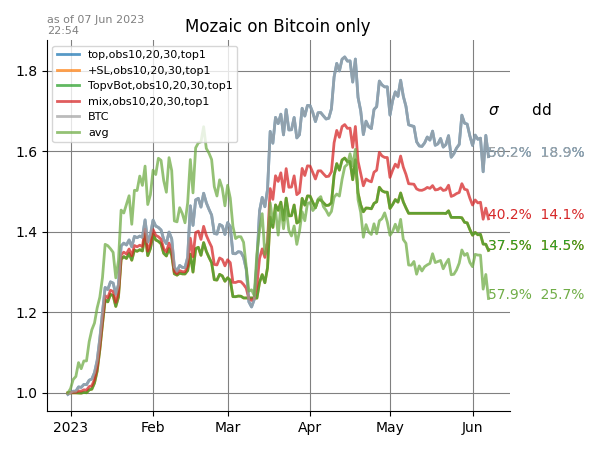 as of 07 Jun 2023
22:54
Mozaic on Bitcoin only
top,obs10,20,30,top1
+SL,obs10,20,30,top1
TopvBot,obs10,20,30,top1
mix,obs10,20,30,top1
BTC
avg
σ dd
50.2% 18.9%
40.2% 14.1%
37.5% 14.5%
57.9% 25.7%
1.8
1.6
1.4
1.2
1.0
2023 Feb Mar Apr May Jun